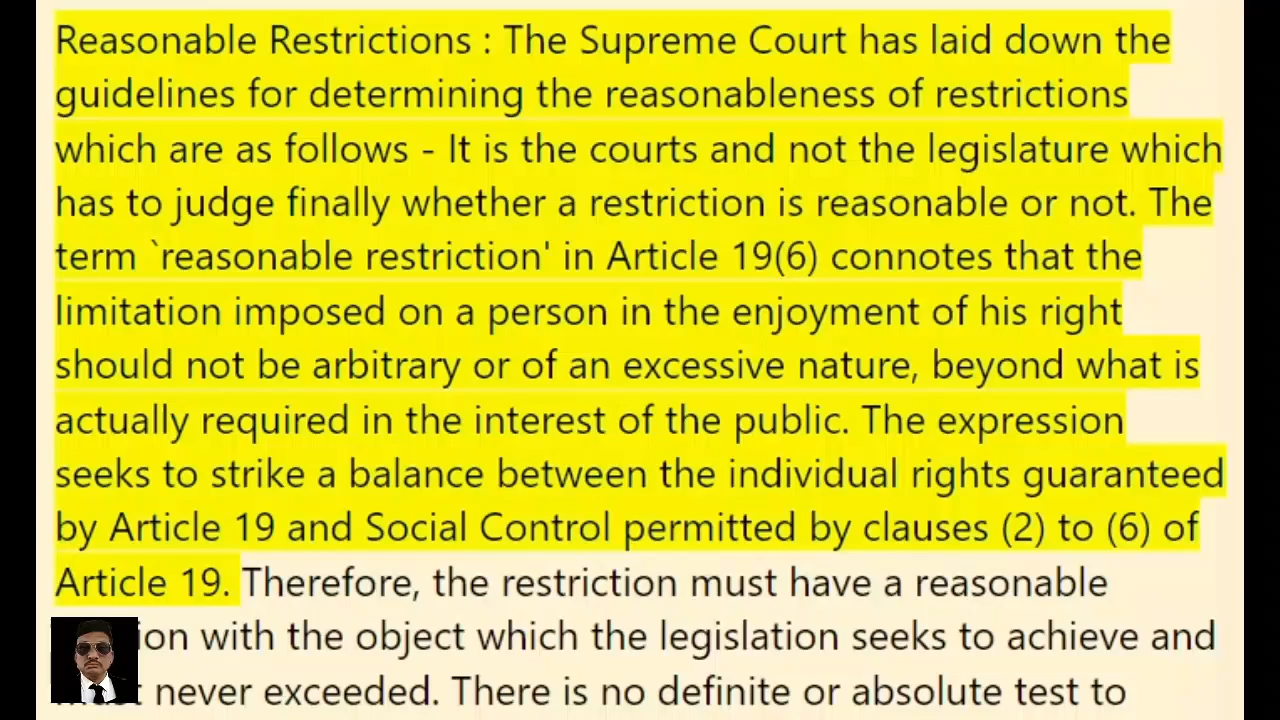 Reasonable Restrictions : The Supreme Court has laid down the
guidelines for determining the reasonableness of restrictions
which are as follows - It is the courts and not the legislature which
has to judge finally whether a restriction is reasonable or not. The
term `reasonable restriction' in Article 19(6) connotes that the
limitation imposed on a person in the enjoyment of his right
should not be arbitrary or of an excessive nature, beyond what is
actually required in the interest of the public. The expression
seeks to strike a balance between the individual rights guaranteed
by Article 19 and Social Control permitted by clauses (2) to (6) of
Article 19. Therefore, the restriction must have a reasonable
with the object which the legislation seeks to achieve and
never exceeded. There is no definite or absolute test to